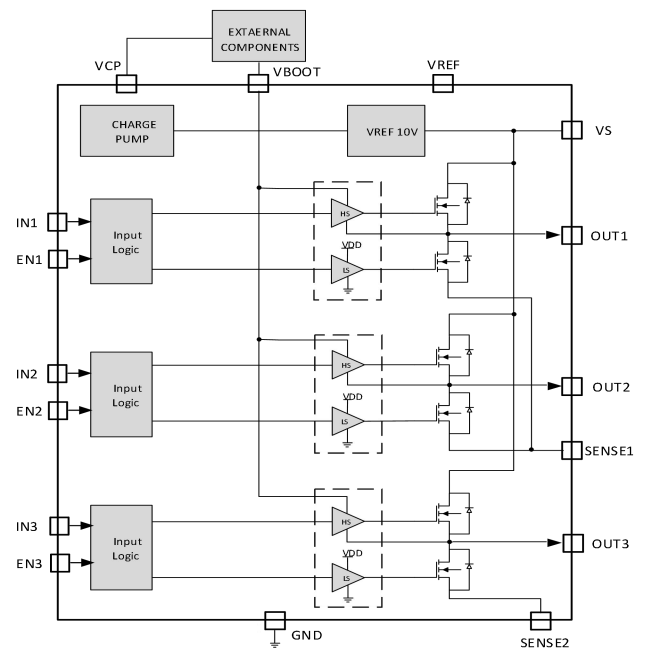 EXTAERNAL
COMPONENTS
VCP
VBOOT
VREF
CHARGE
PUMP
VREF 10V
VS
IN1
EN1
Input
Logic
HS
VDD
LS
OUT1
IN2
EN2
Input
Logic
HS
VDD
LS
OUT2
SENSE1
IN3
EN3
Input
Logic
HS
VDD
LS
OUT3
GND
SENSE2